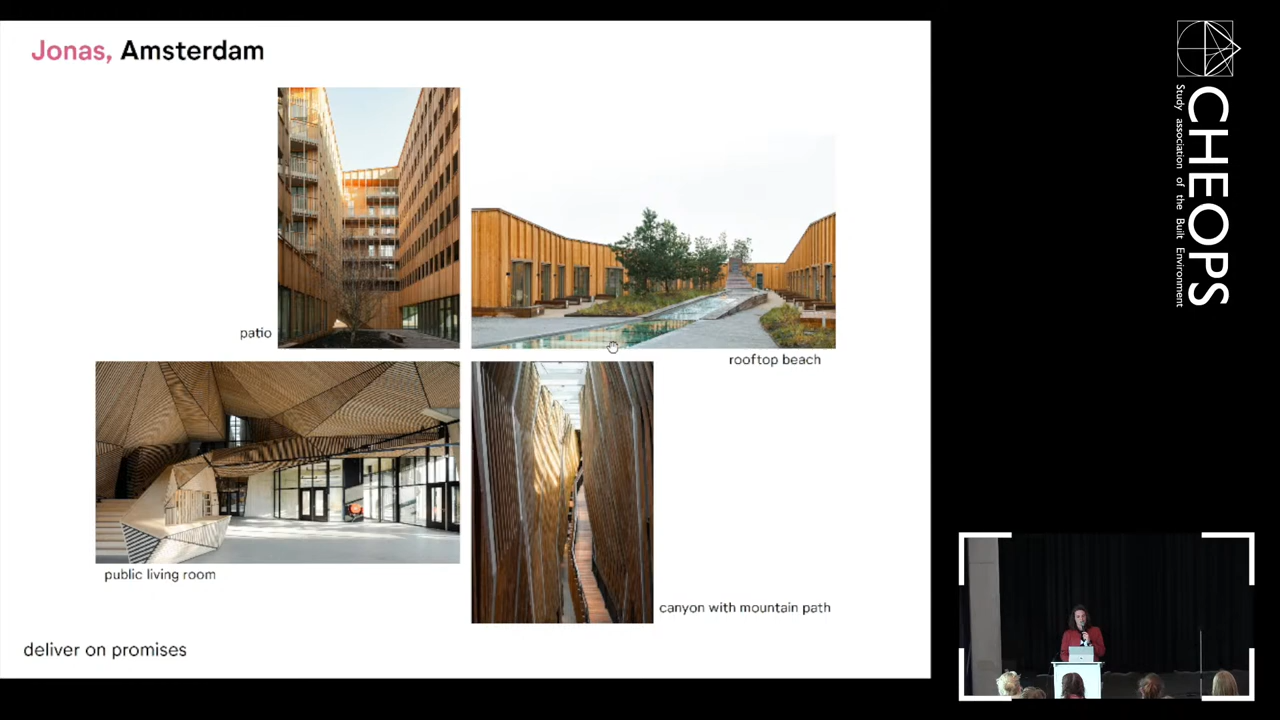 Jonas, Amsterdam
patio
rooftop beach
public living room
canyon with mountain path
deliver on promises
CHEOPS
Study association of the Built Environment